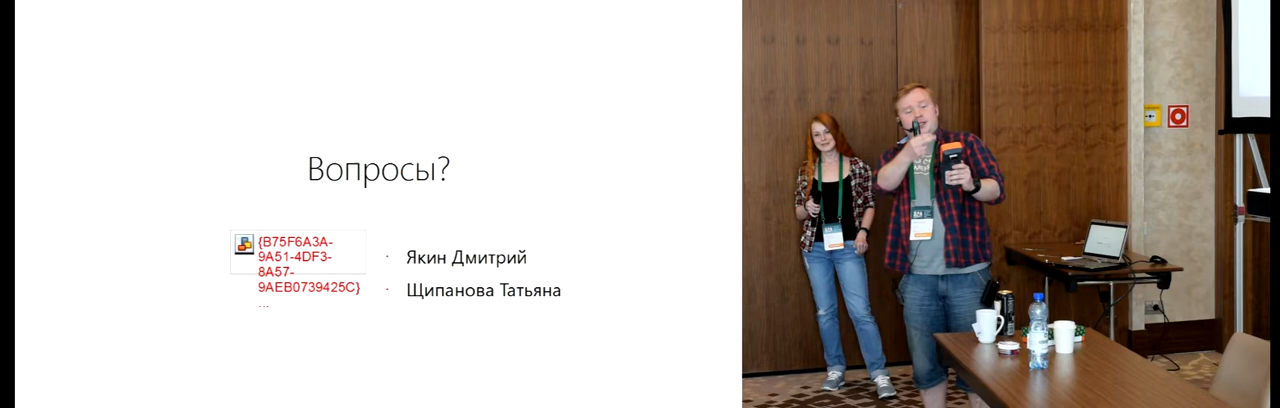 Вопросы?
{B75F6A3A-
9A51-4DF3-
8A57-
9AEB0739425C}
...
· Якин Дмитрий
· Щипанова Татьяна